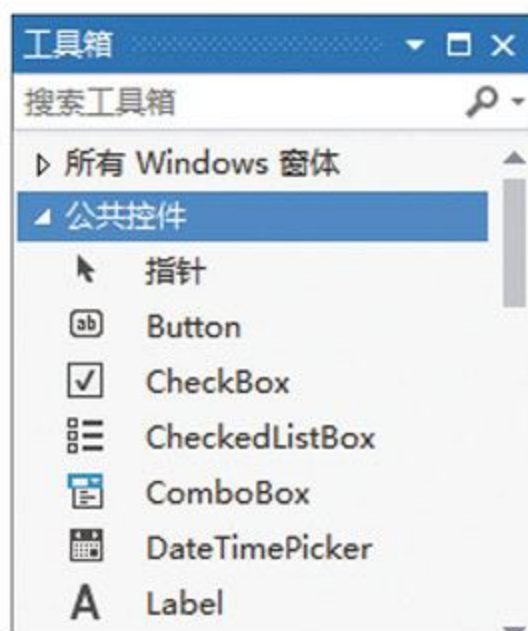 工具箱
搜索工具箱
所有 Windows 窗体
公共控件
指针
ab Button
CheckBox
CheckedListBox
ComboBox
DateTimePicker
A Label